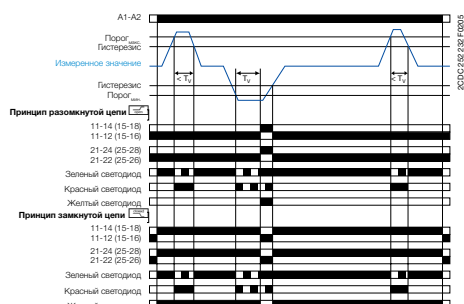 A1-A2
Порог макс.
Гистерезис
Измеренное значение
< Tv
Tv
< Tv
Гистерезис
Порог мин.
Принцип разомкнутой цепи
11-14 (15-18)
11-12 (15-16)
21-24 (25-28)
21-22 (25-26)
Зеленый светодиод
Красный светодиод
Желтый светодиод
Принцип замкнутой цепи
11-14 (15-18)
11-12 (15-16)
21-24 (25-28)
21-22 (25-26)
Зеленый светодиод
Красный светодиод
2CDC 252 232 F0205